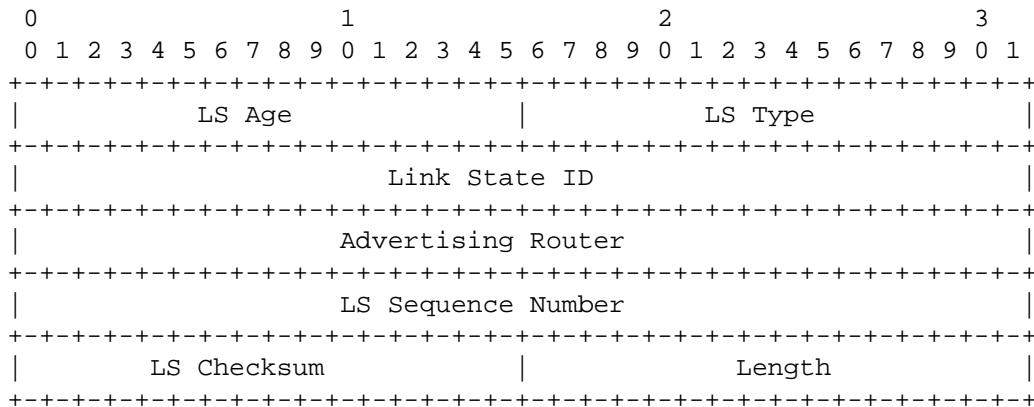 0                   1                   2                   3
 0 1 2 3 4 5 6 7 8 9 0 1 2 3 4 5 6 7 8 9 0 1 2 3 4 5 6 7 8 9 0 1
+-+-+-+-+-+-+-+-+-+-+-+-+-+-+-+-+-+-+-+-+-+-+-+-+-+-+-+-+-+-+-+-+
|           LS Age              |           LS Type             |
+-+-+-+-+-+-+-+-+-+-+-+-+-+-+-+-+-+-+-+-+-+-+-+-+-+-+-+-+-+-+-+-+
|                       Link State ID                           |
+-+-+-+-+-+-+-+-+-+-+-+-+-+-+-+-+-+-+-+-+-+-+-+-+-+-+-+-+-+-+-+-+
|                    Advertising Router                         |
+-+-+-+-+-+-+-+-+-+-+-+-+-+-+-+-+-+-+-+-+-+-+-+-+-+-+-+-+-+-+-+-+
|                    LS Sequence Number                         |
+-+-+-+-+-+-+-+-+-+-+-+-+-+-+-+-+-+-+-+-+-+-+-+-+-+-+-+-+-+-+-+-+
|        LS Checksum            |             Length            |
+-+-+-+-+-+-+-+-+-+-+-+-+-+-+-+-+-+-+-+-+-+-+-+-+-+-+-+-+-+-+-+-+